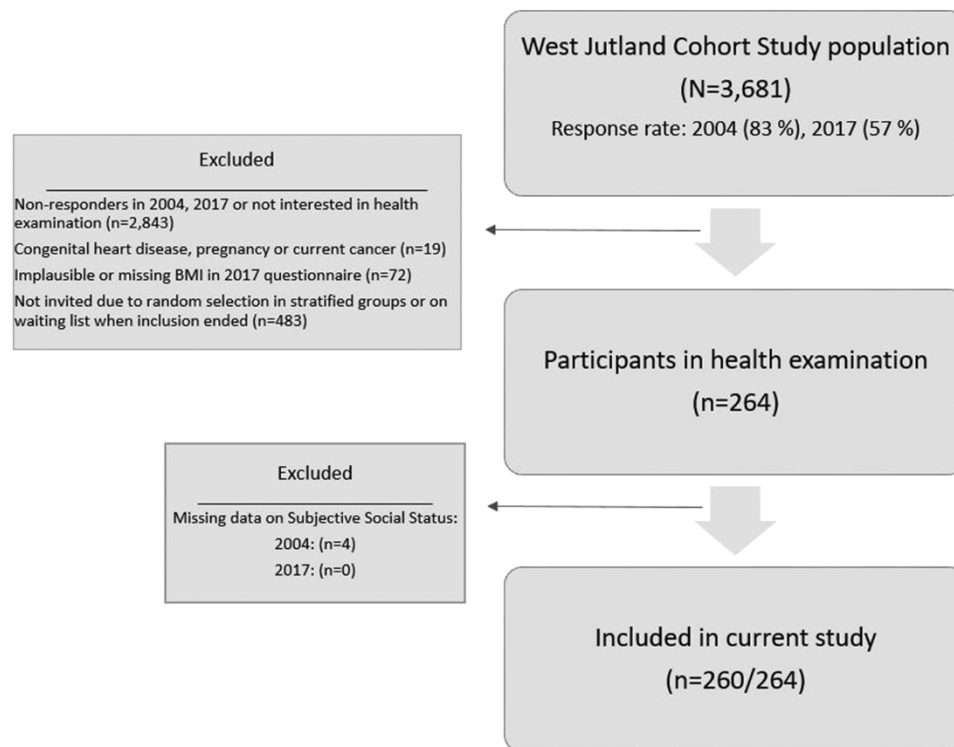 West Jutland Cohort Study population
(N=3,681)
Response rate: 2004 (83 %), 2017 (57 %)
Excluded
Non-responders in 2004, 2017 or not interested in health
examination (n=2,843)
Congenital heart disease, pregnancy or current cancer (n=19)
Implausible or missing BMI in 2017 questionnaire (n=72)
Not invited due to random selection in stratified groups or on
waiting list when inclusion ended (n=483)
Participants in health examination
(n=264)
Excluded
Missing data on Subjective Social Status:
2004: (n=4)
2017: (n=0)
Included in current study
(n=260/264)